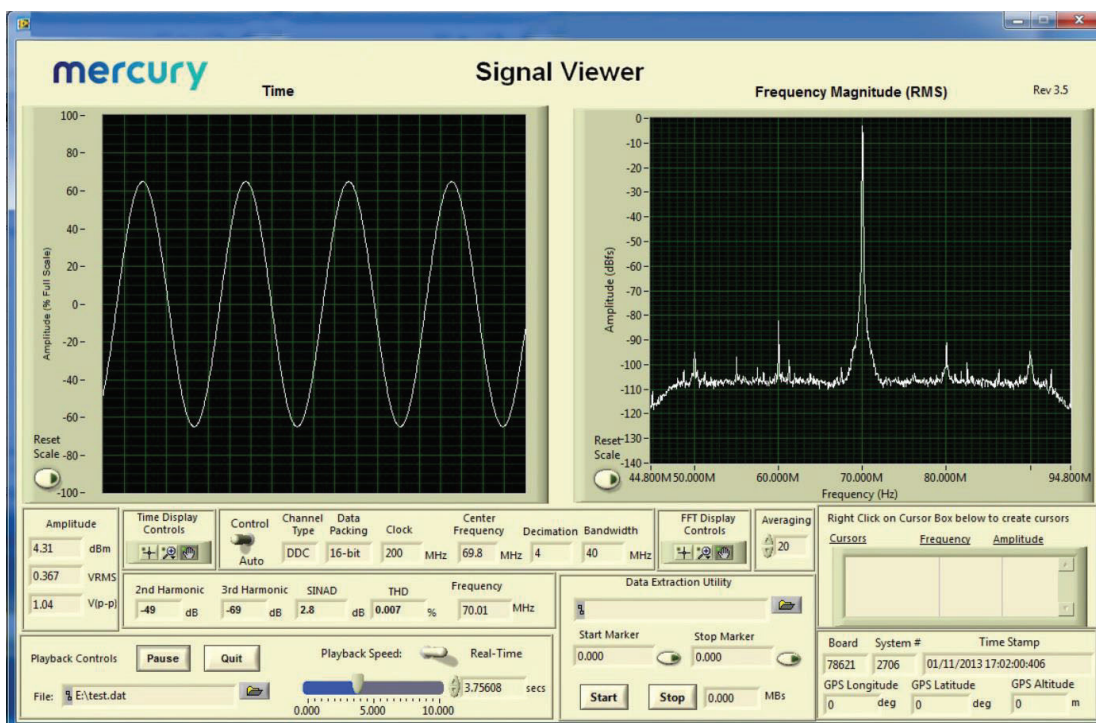 mercury
Signal Viewer
Time
Frequency Magnitude (RMS)
Rev 3.5
100
80
60
40
20
0
-20
-40
-60
-80
-100
Amplitude (% Full Scale)
Reset
Scale
0
-10
-20
-30
-40
-50
-60
-70
-80
-90
-100
-110
-120
-130
-140
Amplitude (dBfs)
Reset
Scale
44.800M 50.000M 60.000M 70.000M 80.000M 94.800M
Frequency (Hz)
Amplitude
4.31 dBm
0.367 VRMS
1.04 V(p-p)
Time Display
Controls
Control
Auto
Channel
Type
DDC
Data
Packing
16-bit
Clock
200 MHz
Center
Frequency
69.8 MHz
Decimation
4
Bandwidth
40 MHz
FFT Display
Controls
Averaging
20
Right Click on Cursor Box below to create cursors
Cursors Frequency Amplitude
2nd Harmonic
-49 dB
3rd Harmonic
-69 dB
SINAD
2.8 dB
THD
0.007 %
Frequency
70.01 MHz
Data Extraction Utility
Start Marker
0.000
Stop Marker
0.000
Start
Stop
0.000 MBs
Playback Controls
Pause
Quit
Playback Speed:
Real-Time
File: E:\test.dat
0.000 5.000 10.000
3.75608 secs
Board System # Time Stamp
78621 2706 01/11/2013 17:02:00:406
GPS Longitude GPS Latitude GPS Altitude
0 deg 0 deg 0 m